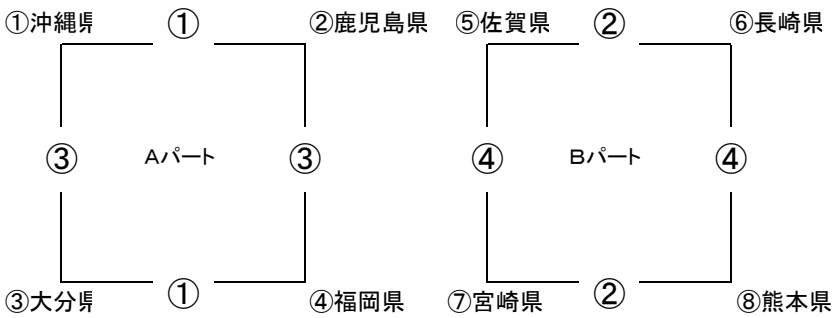 ①沖縄県 ① ②鹿児島県 ⑤佐賀県 ② ⑥長崎県
③ Aパート ③ ④ Bパート ④
③大分県 ① ④福岡県 ⑦宮崎県 ② ⑧熊本県